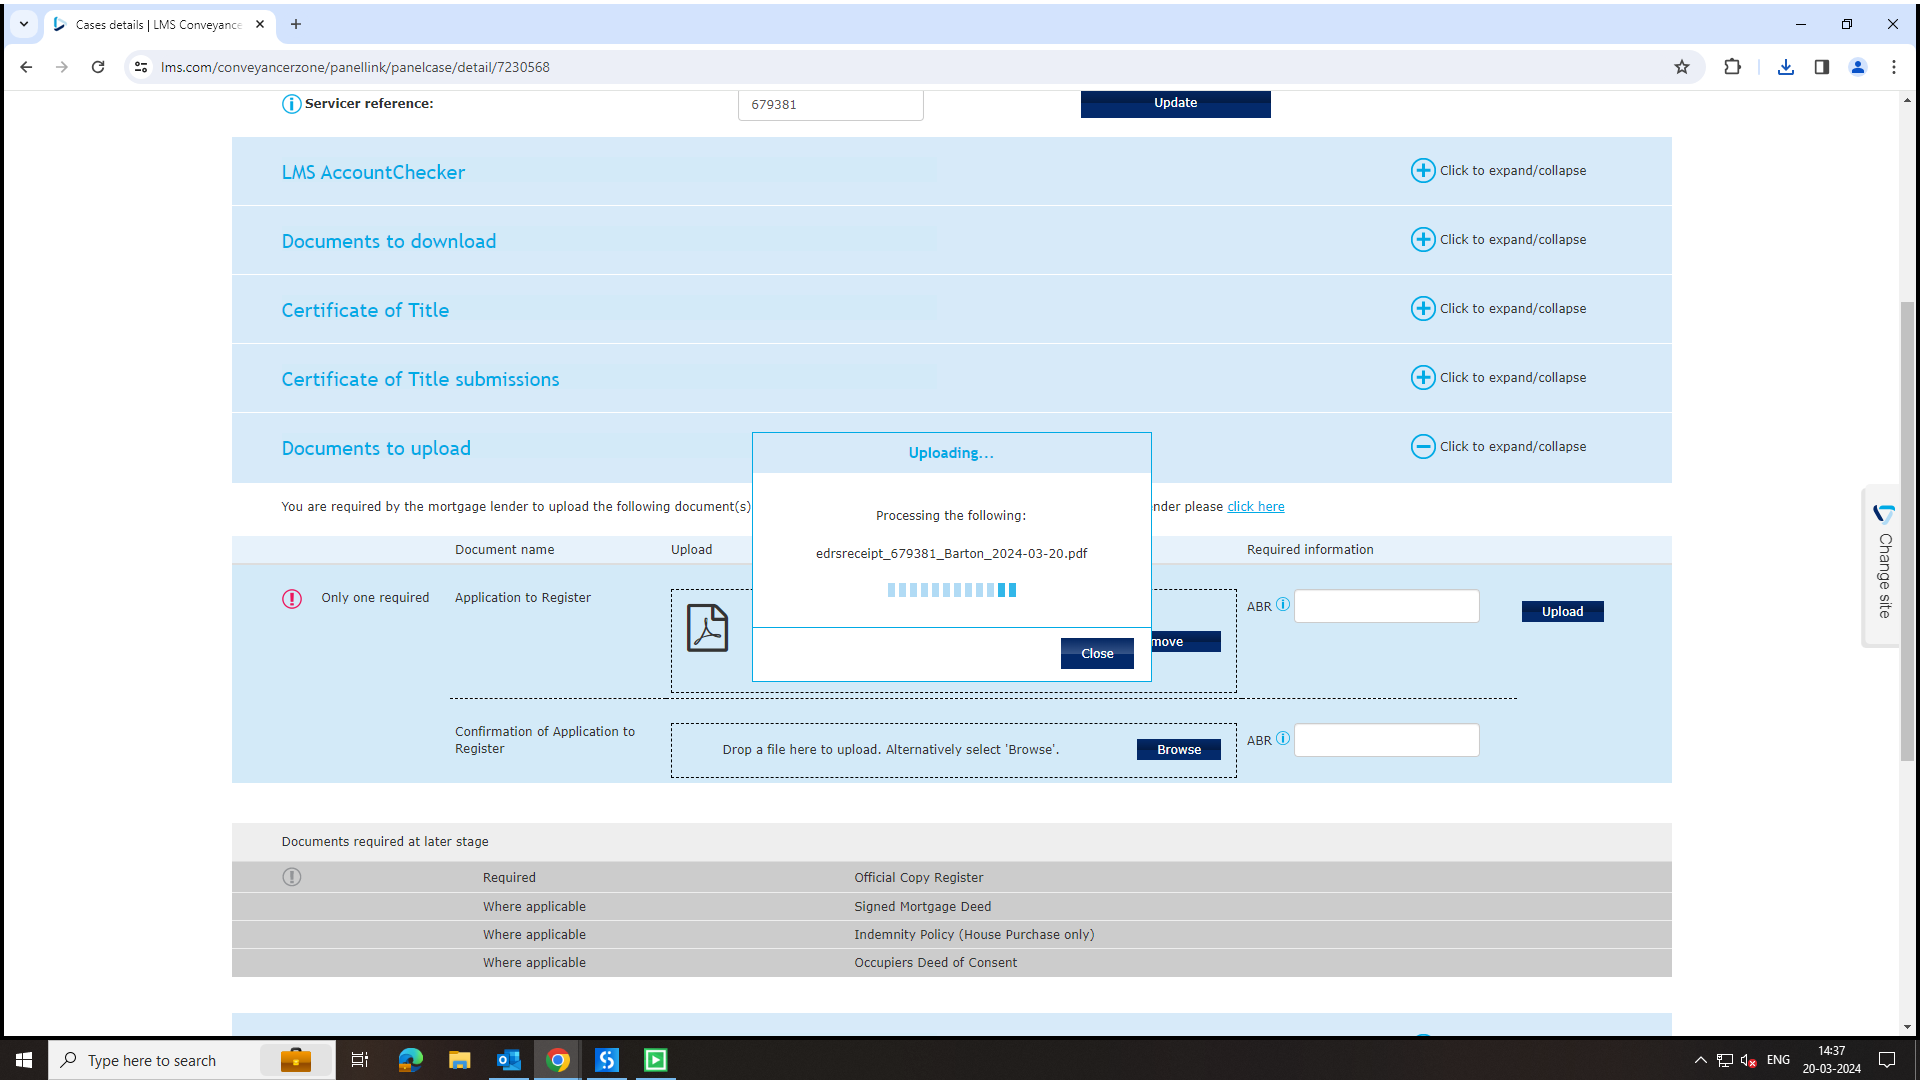 Cases details | LMS Conveyance
lms.com/conveyancerzone/panellink/panelcase/detail/7230568
Servicer reference:
679381
Update
LMS AccountChecker
Click to expand/collapse
Documents to download
Click to expand/collapse
Certificate of Title
Click to expand/collapse
Certificate of Title submissions
Click to expand/collapse
Documents to upload
Click to expand/collapse
Uploading...
You are required by the mortgage lender to upload the following document(s)
nder please click here
Processing the following:
edrsreceipt_679381_Barton_2024-03-20.pdf
Close
Document name
Upload
Required information
Only one required
Application to Register
move
ABR
Upload
Confirmation of Application to
Register
Drop a file here to upload. Alternatively select 'Browse'.
Browse
ABR
Documents required at later stage
Required
Official Copy Register
Where applicable
Signed Mortgage Deed
Where applicable
Indemnity Policy (House Purchase only)
Where applicable
Occupiers Deed of Consent
Change site
Type here to search
ENG
14:37
20-03-2024